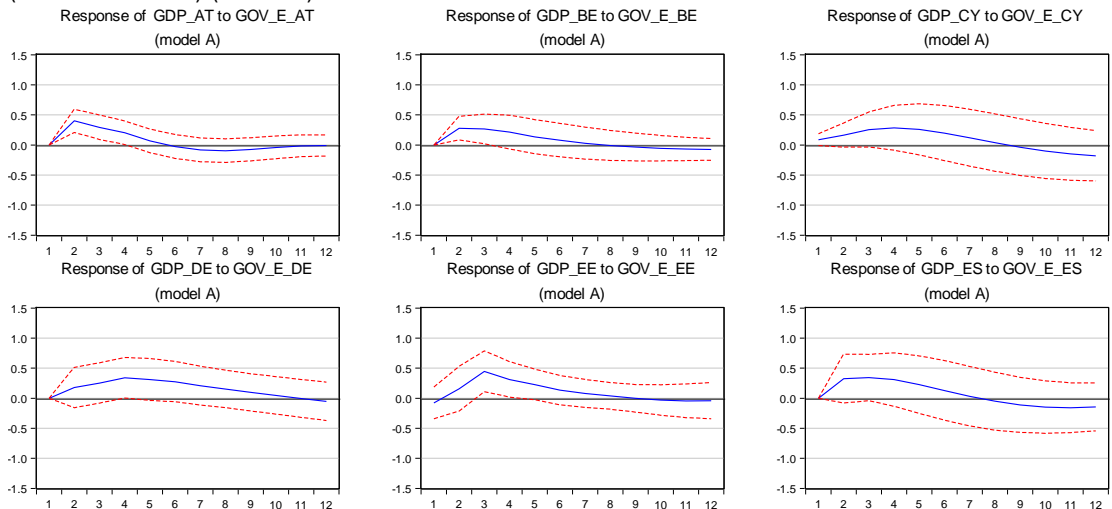 Response of GDP_AT to GOV_E_AT
(model A)
1.5
1.0
0.5
0.0
-0.5
-1.0
-1.5
1 2 3 4 5 6 7 8 9 10 11 12
Response of GDP_BE to GOV_E_BE
(model A)
1.5
1.0
0.5
0.0
-0.5
-1.0
-1.5
1 2 3 4 5 6 7 8 9 10 11 12
Response of GDP_CY to GOV_E_CY
(model A)
1.5
1.0
0.5
0.0
-0.5
-1.0
-1.5
1 2 3 4 5 6 7 8 9 10 11 12
Response of GDP_DE to GOV_E_DE
(model A)
1.5
1.0
0.5
0.0
-0.5
-1.0
-1.5
1 2 3 4 5 6 7 8 9 10 11 12
Response of GDP_EE to GOV_E_EE
(model A)
1.5
1.0
0.5
0.0
-0.5
-1.0
-1.5
1 2 3 4 5 6 7 8 9 10 11 12
Response of GDP_ES to GOV_E_ES
(model A)
1.5
1.0
0.5
0.0
-0.5
-1.0
-1.5
1 2 3 4 5 6 7 8 9 10 11 12